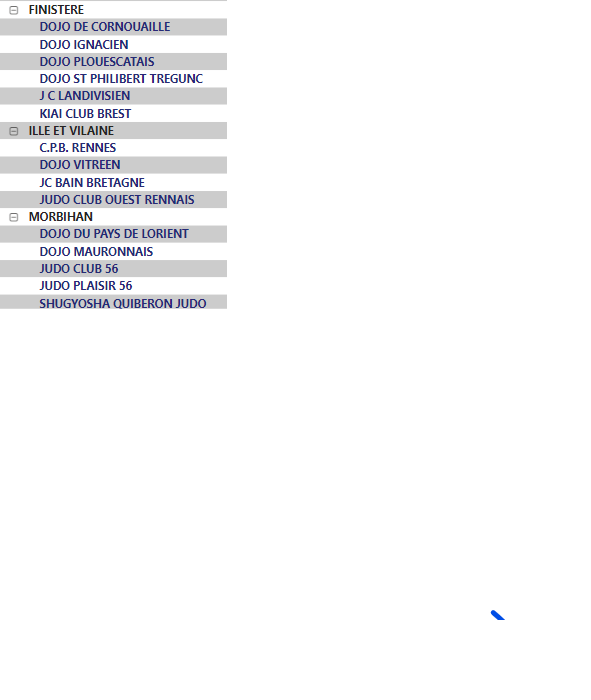 FINISTERE
DOJO DE CORNOUAILLE
DOJO IGNACIEN
DOJO PLOUESCATAIS
DOJO ST PHILIBERT TREGUNC
J C LANDIVISIEN
KIAI CLUB BREST
ILLE ET VILAINE
C.P.B. RENNES
DOJO VITREEN
JC BAIN BRETAGNE
JUDO CLUB OUEST RENNAIS
MORBIHAN
DOJO DU PAYS DE LORIENT
DOJO MAURONNAIS
JUDO CLUB 56
JUDO PLAISIR 56
SHUGYOSHA QUIBERON JUDO